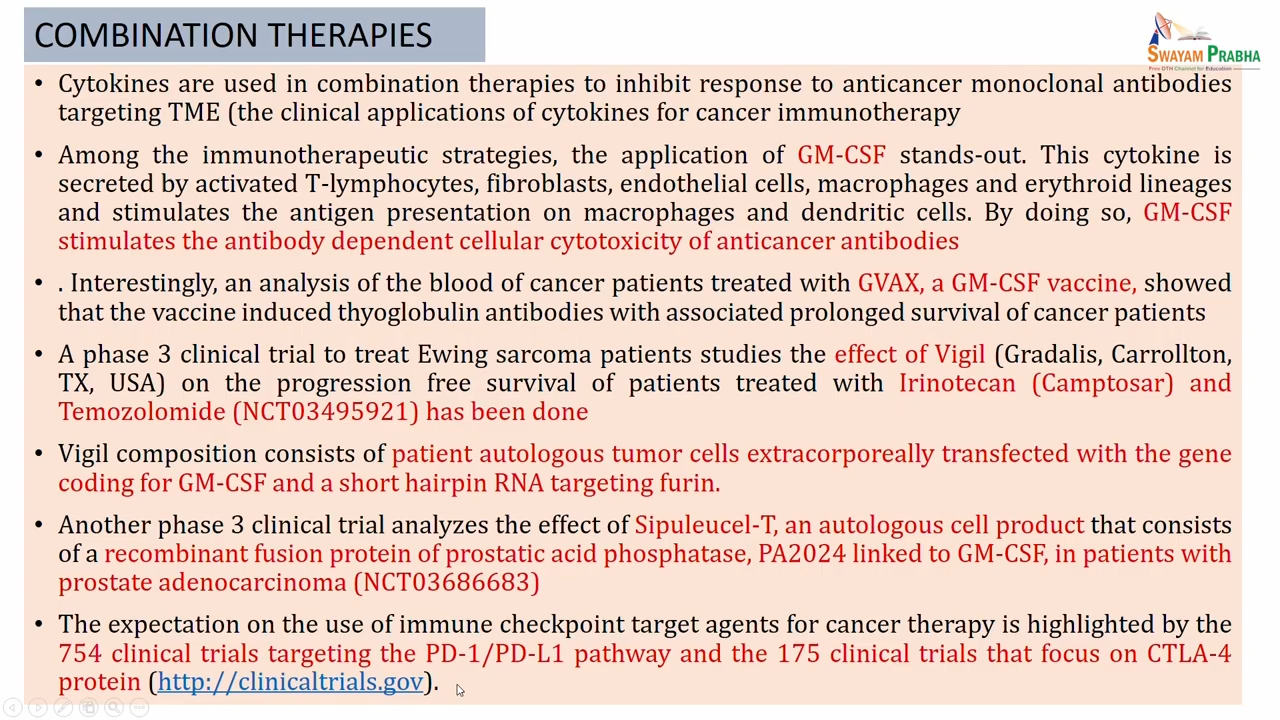 COMBINATION THERAPIES
SWAYAM PRABHA
Free DTH Channel for Education
• Cytokines are used in combination therapies to inhibit response to anticancer monoclonal antibodies
targeting TME (the clinical applications of cytokines for cancer immunotherapy
• Among the immunotherapeutic strategies, the application of GM-CSF stands-out. This cytokine is
secreted by activated T-lymphocytes, fibroblasts, endothelial cells, macrophages and erythroid lineages
and stimulates the antigen presentation on macrophages and dendritic cells. By doing so, GM-CSF
stimulates the antibody dependent cellular cytotoxicity of anticancer antibodies
• . Interestingly, an analysis of the blood of cancer patients treated with GVAX, a GM-CSF vaccine, showed
that the vaccine induced thyoglobulin antibodies with associated prolonged survival of cancer patients
• A phase 3 clinical trial to treat Ewing sarcoma patients studies the effect of Vigil (Gradalis, Carrollton,
TX, USA) on the progression free survival of patients treated with Irinotecan (Camptosar) and
Temozolomide (NCT03495921) has been done
• Vigil composition consists of patient autologous tumor cells extracorporeally transfected with the gene
coding for GM-CSF and a short hairpin RNA targeting furin.
• Another phase 3 clinical trial analyzes the effect of Sipuleucel-T, an autologous cell product that consists
of a recombinant fusion protein of prostatic acid phosphatase, PA2024 linked to GM-CSF, in patients with
prostate adenocarcinoma (NCT03686683)
• The expectation on the use of immune checkpoint target agents for cancer therapy is highlighted by the
754 clinical trials targeting the PD-1/PD-L1 pathway and the 175 clinical trials that focus on CTLA-4
protein (http://clinicaltrials.gov).